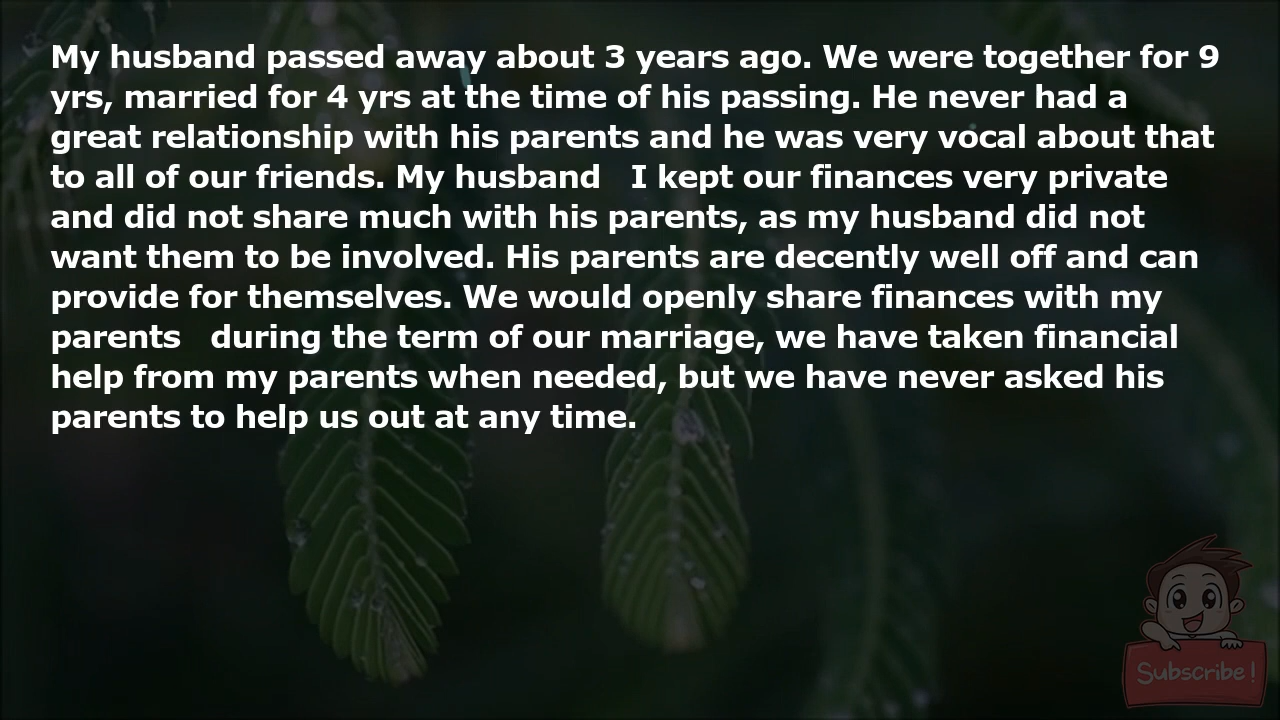 My husband passed away about 3 years ago. We were together for 9
yrs, married for 4 yrs at the time of his passing. He never had a
great relationship with his parents and he was very vocal about that
to all of our friends. My husband   I kept our finances very private
and did not share much with his parents, as my husband did not
want them to be involved. His parents are decently well off and can
provide for themselves. We would openly share finances with my
parents   during the term of our marriage, we have taken financial
help from my parents when needed, but we have never asked his
parents to help us out at any time.
Subscribe!